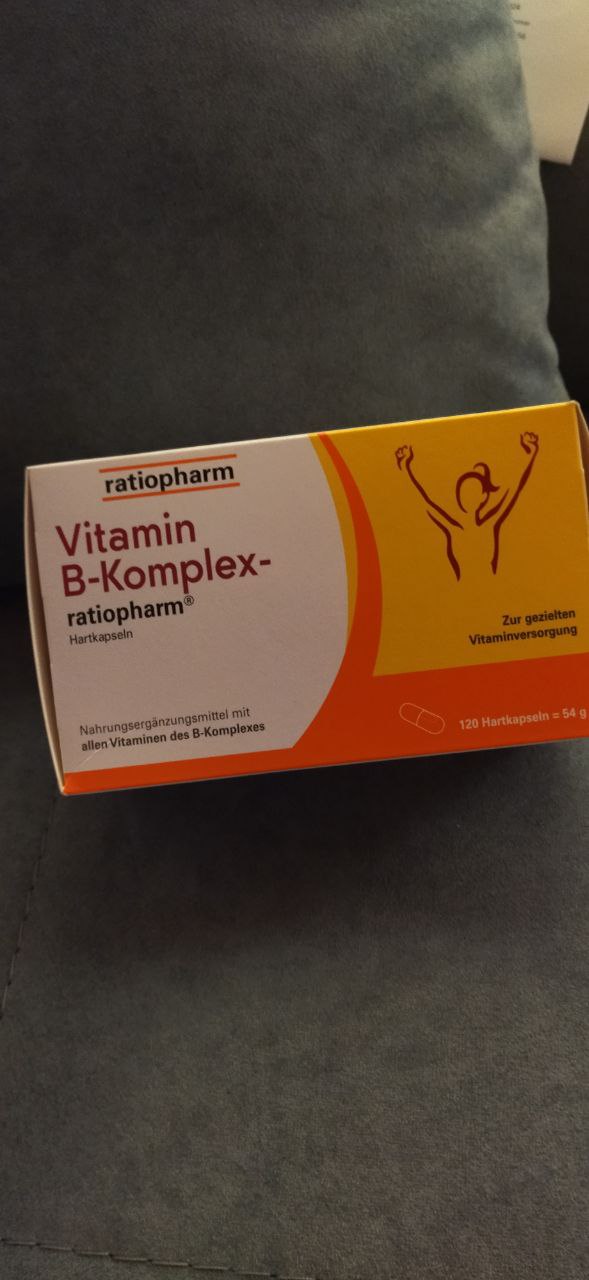 ratiopharm
Vitamin
B-Komplex-
ratiopharm®
Hartkapseln
Nahrungsergänzungsmittel mit
allen Vitaminen des B-Komplexes
Zur gezielten
Vitaminversorgung
120 Hartkapseln = 54 g